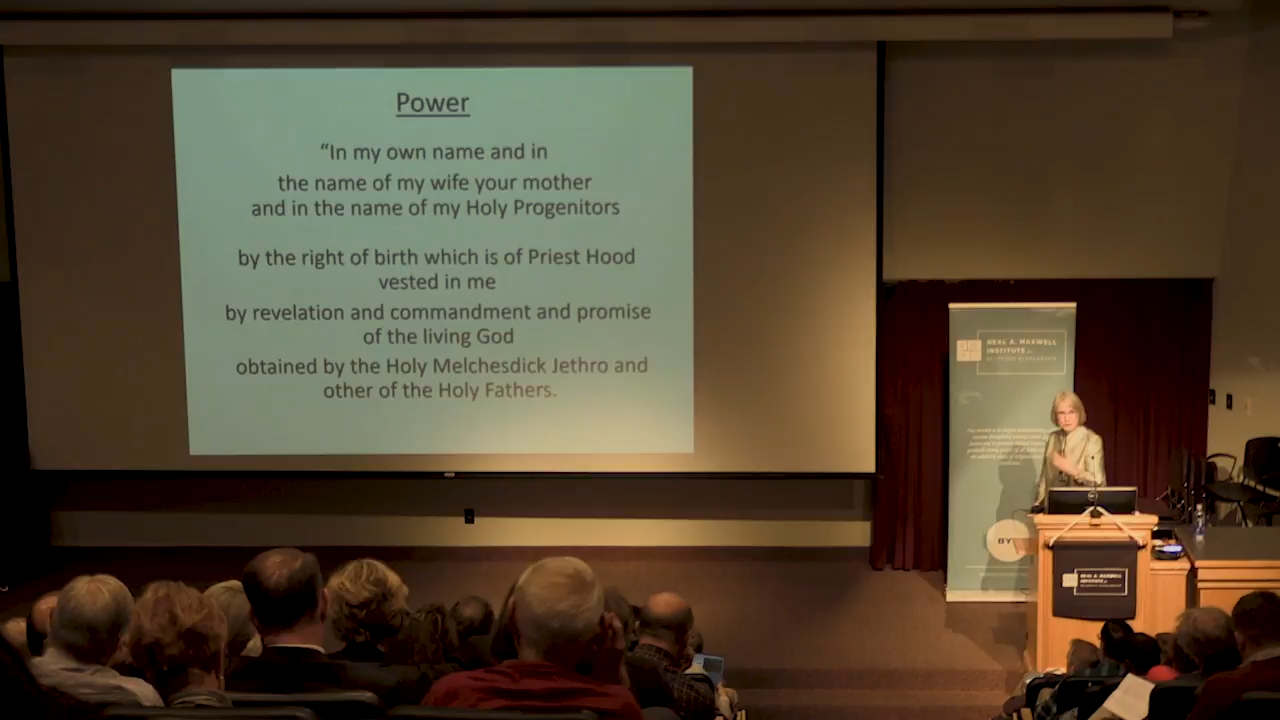 Power
“In my own name and in
the name of my wife your mother
and in the name of my Holy Progenitors
by the right of birth which is of Priest Hood
vested in me
by revelation and commandment and promise
of the living God
obtained by the Holy Melchesdick Jethro and
other of the Holy Fathers.
NEAL A. MAXWELL
INSTITUTE
BY
NEAL A. MAXWELL
INSTITUTE